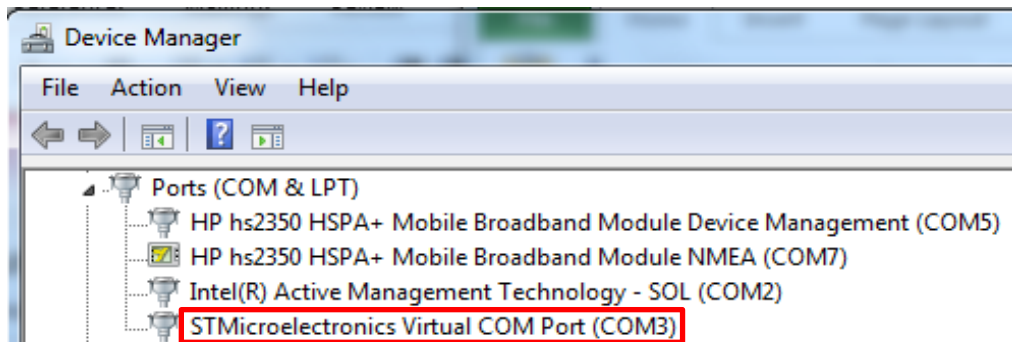 Device Manager
File Action View Help
Ports (COM & LPT)
HP hs2350 HSPA+ Mobile Broadband Module Device Management (COM5)
HP hs2350 HSPA+ Mobile Broadband Module NMEA (COM7)
Intel(R) Active Management Technology - SOL (COM2)
STMicroelectronics Virtual COM Port (COM3)